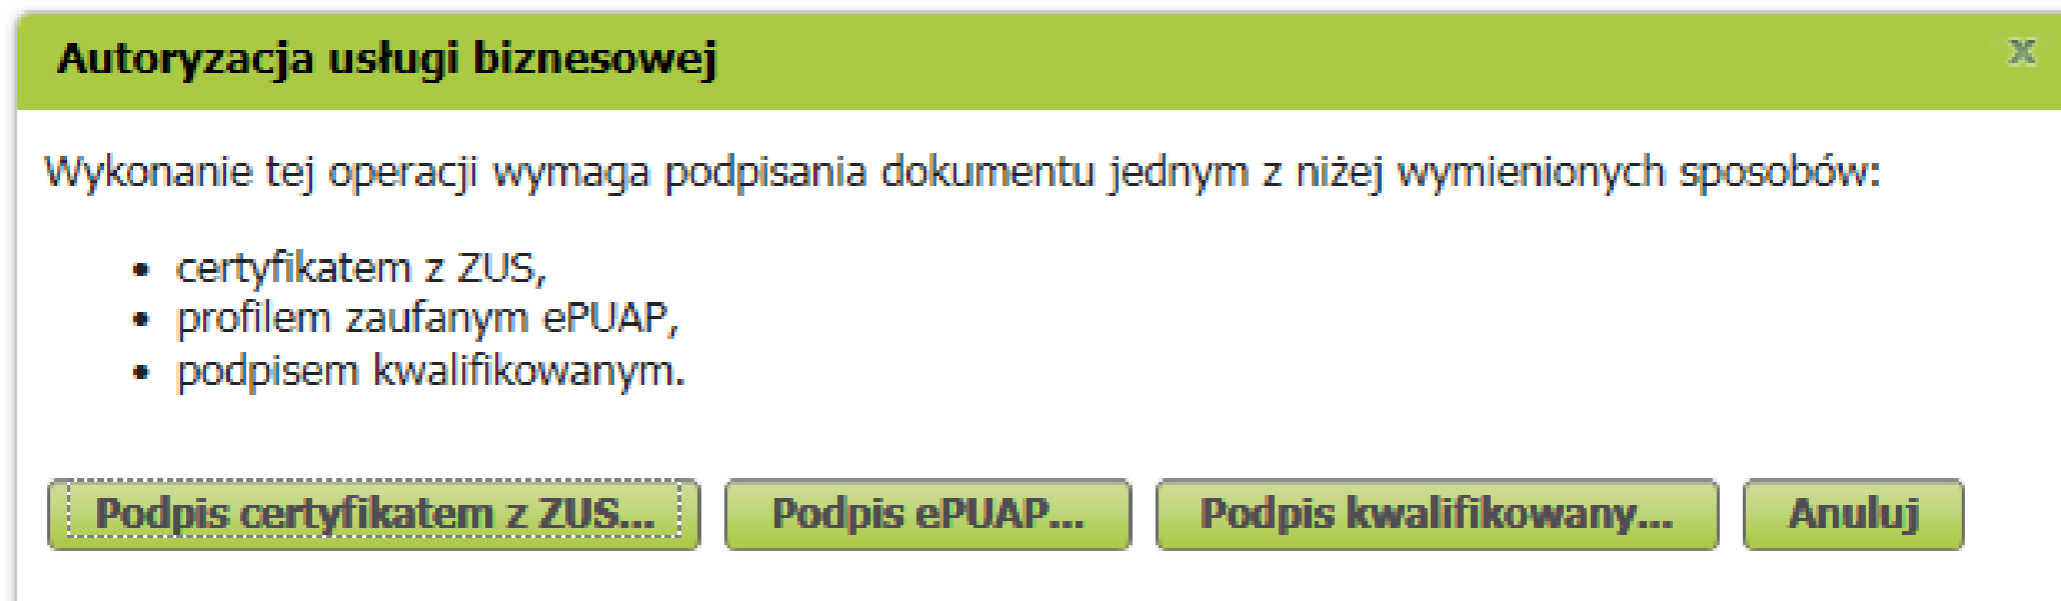 Autoryzacja usługi biznesowej x
Wykonanie tej operacji wymaga podpisania dokumentu jednym z niżej wymienionych sposobów:
• certyfikatem z ZUS,
• profilem zaufanym ePUAP,
• podpisem kwalifikowanym.
Podpis certyfikatem z ZUS... Podpis ePUAP... Podpis kwalifikowany... Anuluj